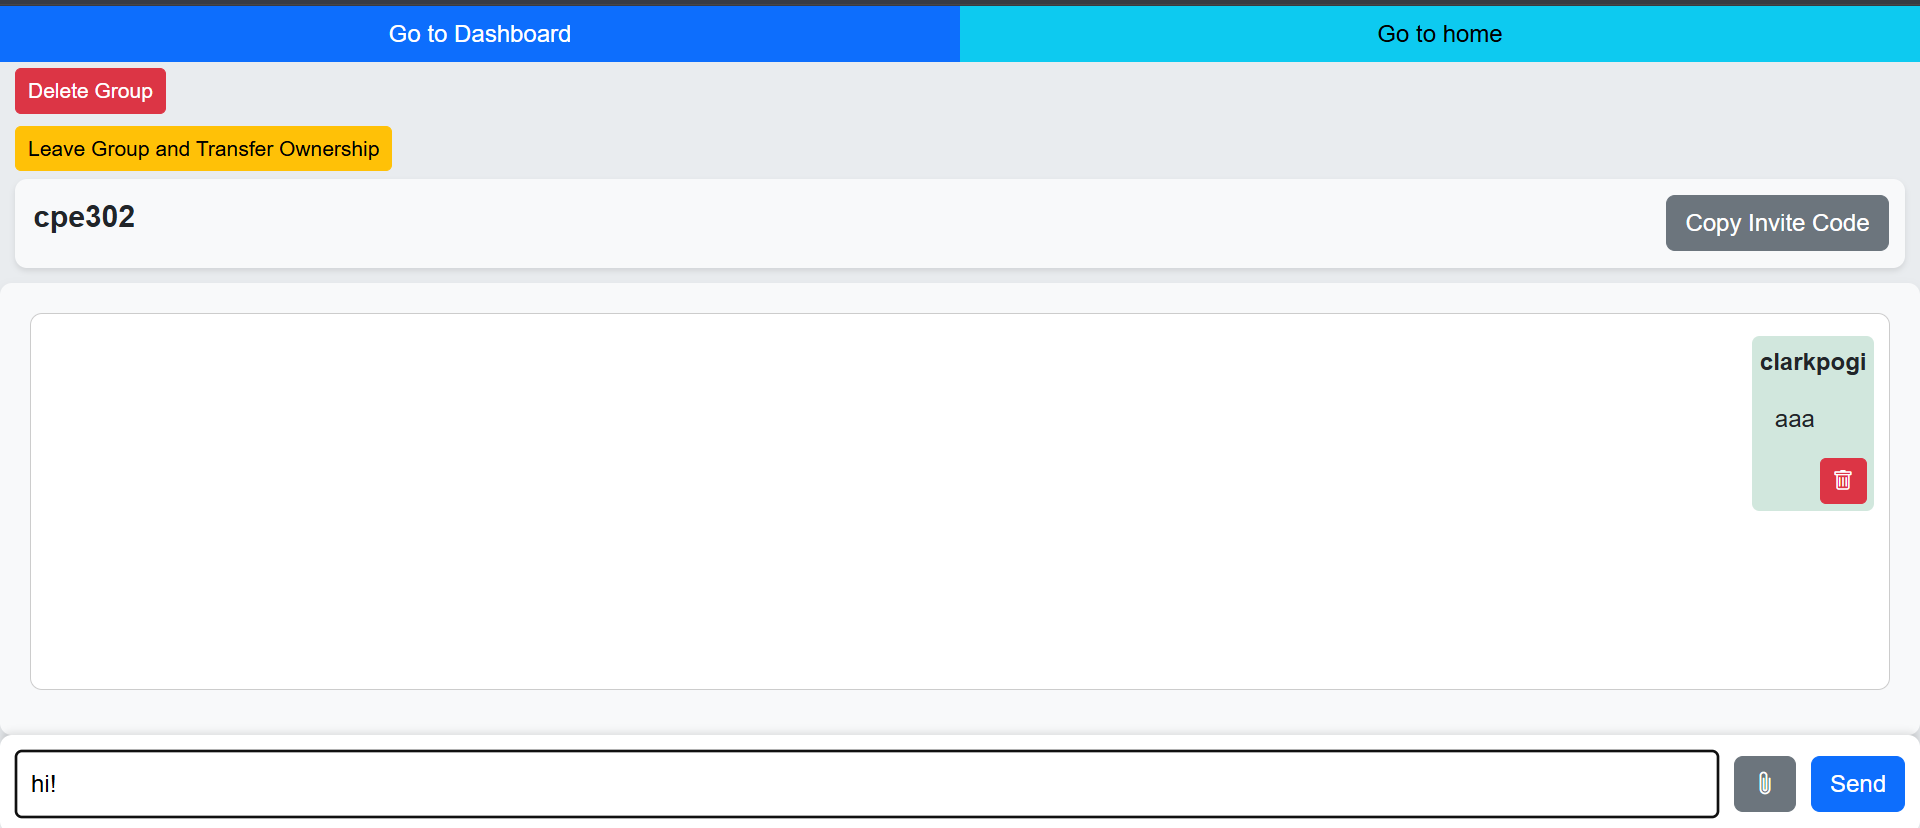 Go to Dashboard
Go to home
Delete Group
Leave Group and Transfer Ownership
cpe302
Copy Invite Code
clarkpogi
aaa
hi!
Send